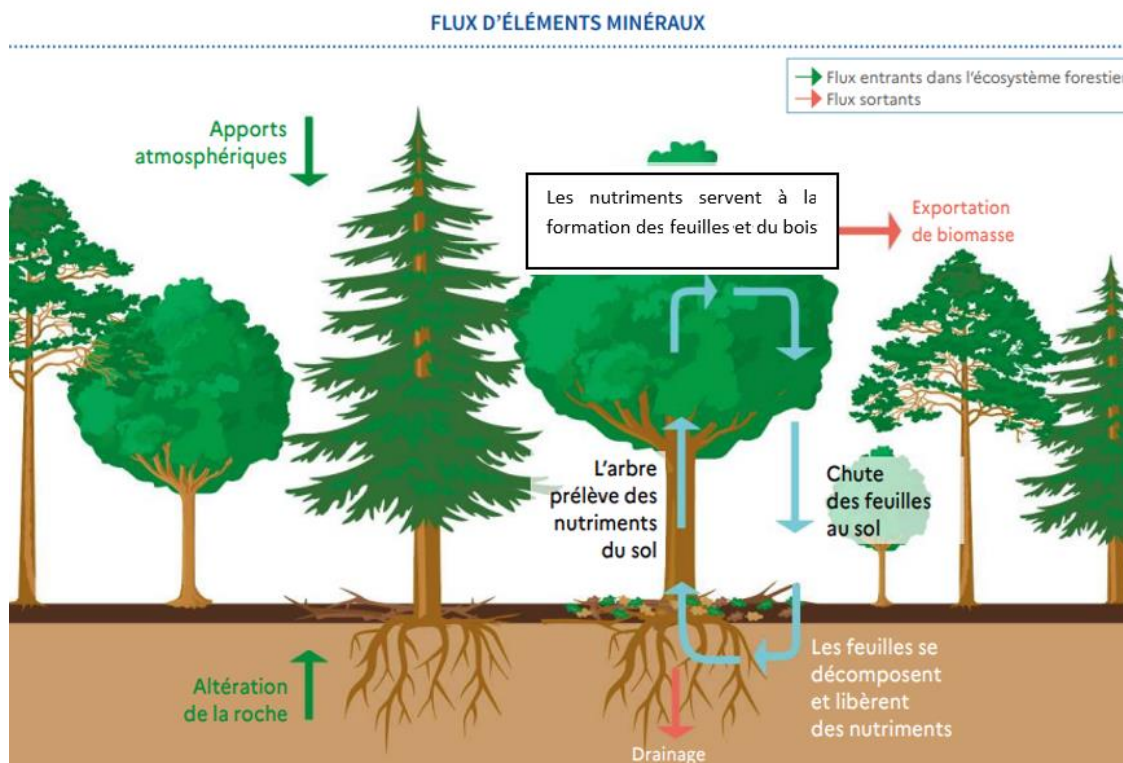 FLUX D'ÉLÉMENTS MINÉRAUX
Flux entrants dans l'écosystème forestier
Flux sortants
Apports
atmosphériques
Les nutriments servent à la
formation des feuilles et du bois
Exportation
de biomasse
L'arbre
prélève des
nutriments
du sol
Chute
des feuilles
au sol
Altération
de la roche
Les feuilles se
décomposent
et libèrent
des nutriments
Drainage